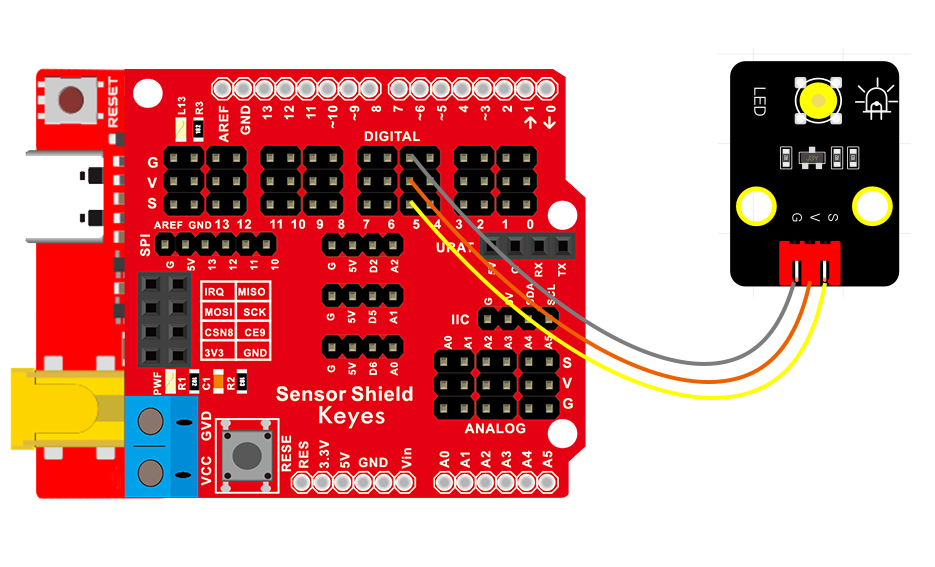 RESET
L13
R3
102
AREF
GND
13
12
11
~10
~9
8
7
~6
~5
4
~3
2
1
0
DIGITAL
G
V
S
AREF GND 13 12 11 10 9 8 7 6 5 4 3 2 1 0
SPI
G
5V
13
12
11
10
G
5V
D2
A2
URAT
5V
G
RX
TX
IRQ MISO
MOSI SCK
CSN8 CE9
3V3 GND
G
5V
D5
A1
G
5V
D6
A0
IIC
G
5V
SDA
SCL
A0
A1
A2
A3
A4
A5
S
V
G
ANALOG
PWF
R1
C1
R2
Sensor Shield
Keyes
GVD
VCC
RESE
RES
3.3V
5V
GND
Vin
A0
A1
A2
A3
A4
A5
LED
G
V
S